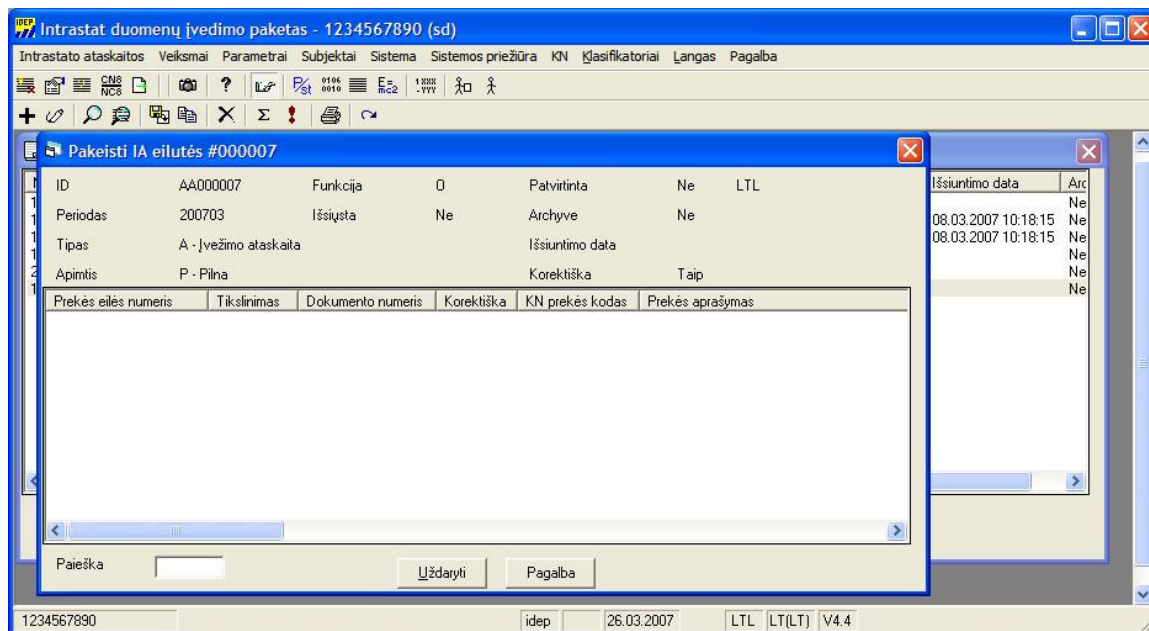 Intrastat duomenų įvedimo paketas - 1234567890 (sd)
Intrastato ataskaitos Veiksmai Parametrai Subjektai Sistema Sistemos priežiūra KN Klasifikatoriai Langas Pagalba
Pakeisti IA eilutės #000007
ID AA000007 Funkcija O Patvirtinta Ne LTL
Periodas 200703 Išsiųsta Ne Archyve Ne
Tipas A - Įvežimo ataskaita Išsiuntimo data
Apimtis P - Pilna Korektiška Taip
Prekės eilės numeris Tikslinimas Dokumento numeris Korektiška KN prekės kodas Prekės aprašymas
Išsiuntimo data Arc
Ne
08.03.2007 10:18:15 Ne
08.03.2007 10:18:15 Ne
Ne
Ne
Ne
Paieška Uždaryti Pagalba
1234567890 idep 26.03.2007 LTL LT(LT) V4.4